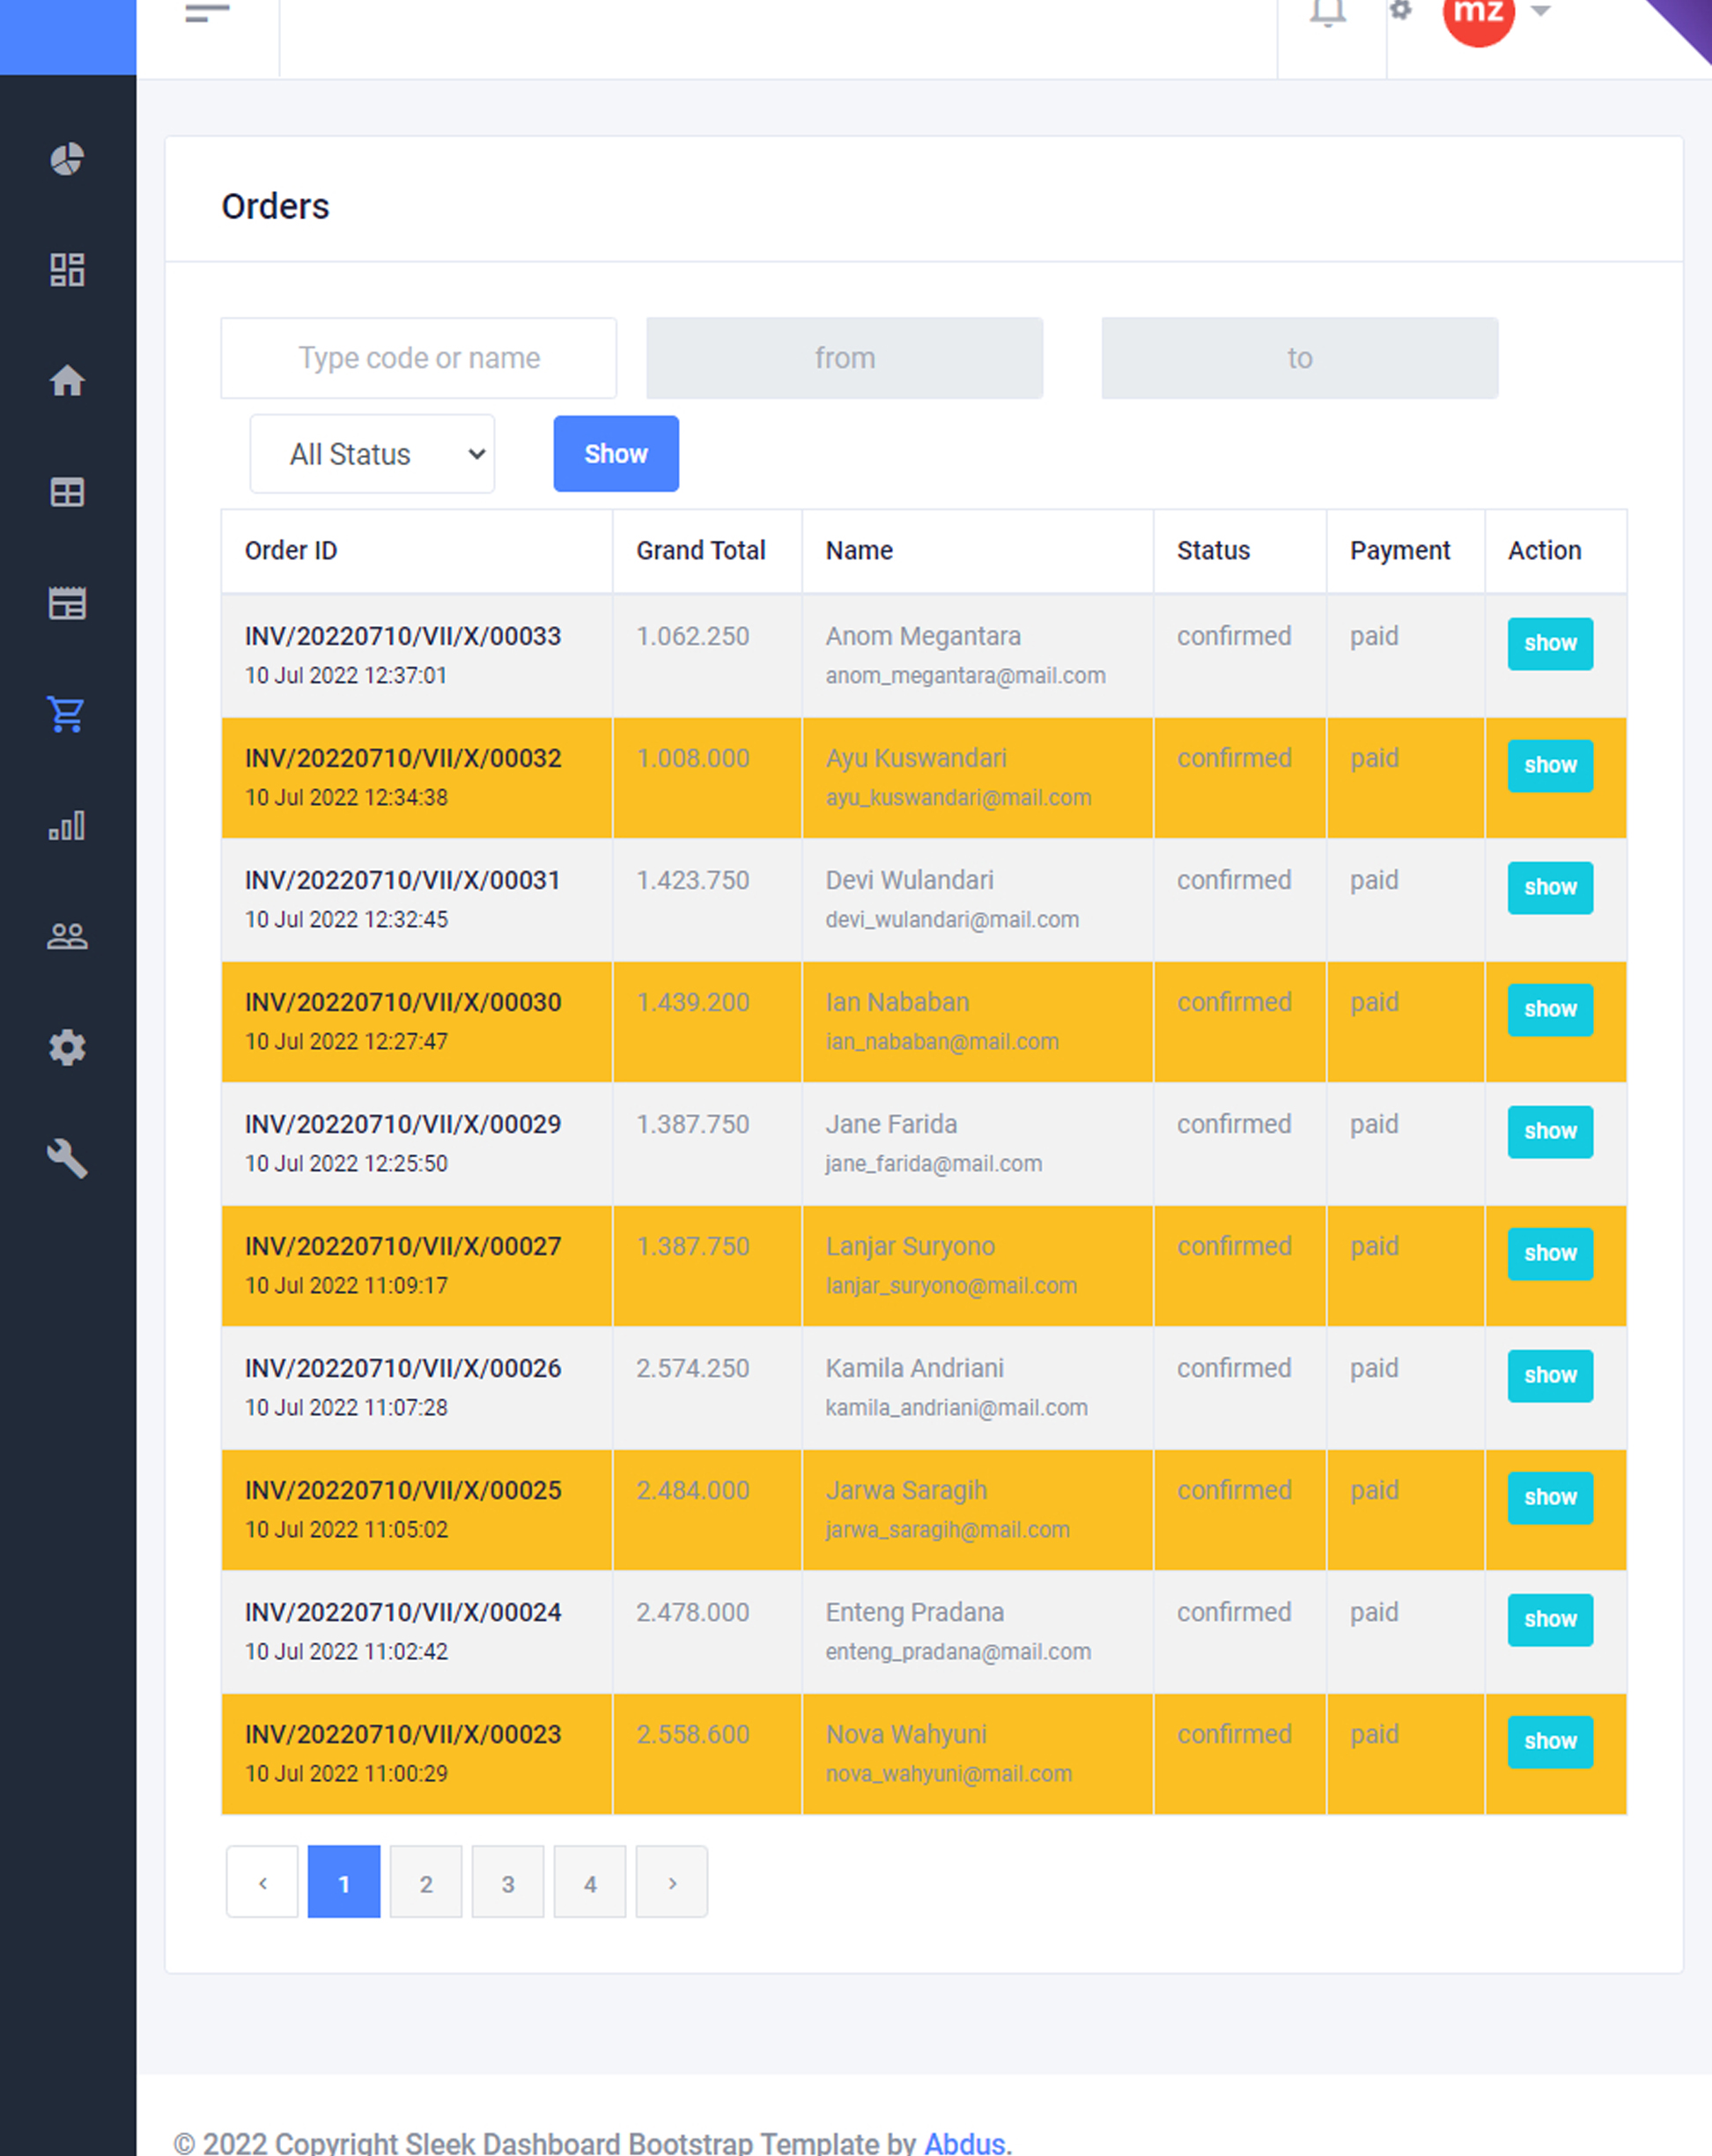 mz
Orders
Type code or name from to
All Status Show
Order ID Grand Total Name Status Payment Action
INV/20220710/VII/X/00033 1.062.250 Anom Megantara confirmed paid show
10 Jul 2022 12:37:01 anom_megantara@mail.com
INV/20220710/VII/X/00032 1.008.000 Ayu Kuswandari confirmed paid show
10 Jul 2022 12:34:38 ayu_kuswandari@mail.com
INV/20220710/VII/X/00031 1.423.750 Devi Wulandari confirmed paid show
10 Jul 2022 12:32:45 devi_wulandari@mail.com
INV/20220710/VII/X/00030 1.439.200 Ian Nababan confirmed paid show
10 Jul 2022 12:27:47 ian_nababan@mail.com
INV/20220710/VII/X/00029 1.387.750 Jane Farida confirmed paid show
10 Jul 2022 12:25:50 jane_farida@mail.com
INV/20220710/VII/X/00027 1.387.750 Lanjar Suryono confirmed paid show
10 Jul 2022 11:09:17 lanjar_suryono@mail.com
INV/20220710/VII/X/00026 2.574.250 Kamila Andriani confirmed paid show
10 Jul 2022 11:07:28 kamila_andriani@mail.com
INV/20220710/VII/X/00025 2.484.000 Jarwa Saragih confirmed paid show
10 Jul 2022 11:05:02 jarwa_saragih@mail.com
INV/20220710/VII/X/00024 2.478.000 Enteng Pradana confirmed paid show
10 Jul 2022 11:02:42 enteng_pradana@mail.com
INV/20220710/VII/X/00023 2.558.600 Nova Wahyuni confirmed paid show
10 Jul 2022 11:00:29 nova_wahyuni@mail.com
‹ 1 2 3 4 ›
© 2022 Copyright Sleek Dashboard Bootstrap Template by Abdus.